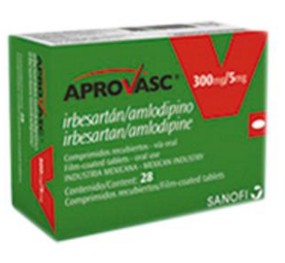 APROVASC®
300mg/5mg
irbesartán/amlodipino
irbesartan/amlodipine
Comprimidos recubiertos - vía oral
Film-coated tablets - oral use
INDUSTRIA MEXICANA - MEXICAN INDUSTRY
Contenido/Content: 28
Comprimidos recubiertos/Film-coated tablets
SANOFI